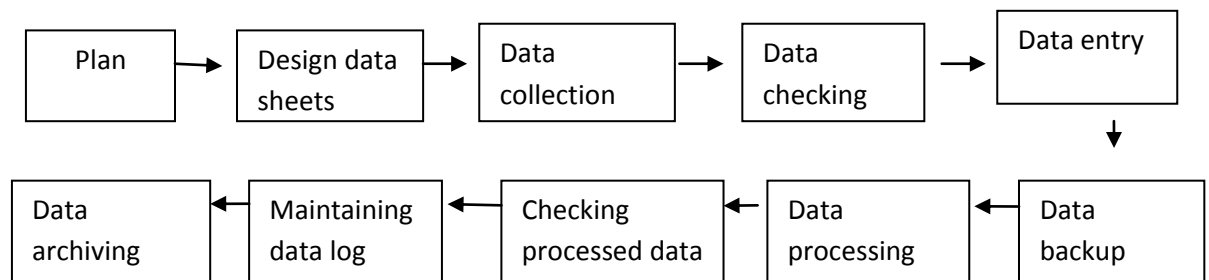 Plan
Design data
sheets
Data
collection
Data
checking
Data entry
Data
backup
Data
processing
Checking
processed data
Maintaining
data log
Data
archiving